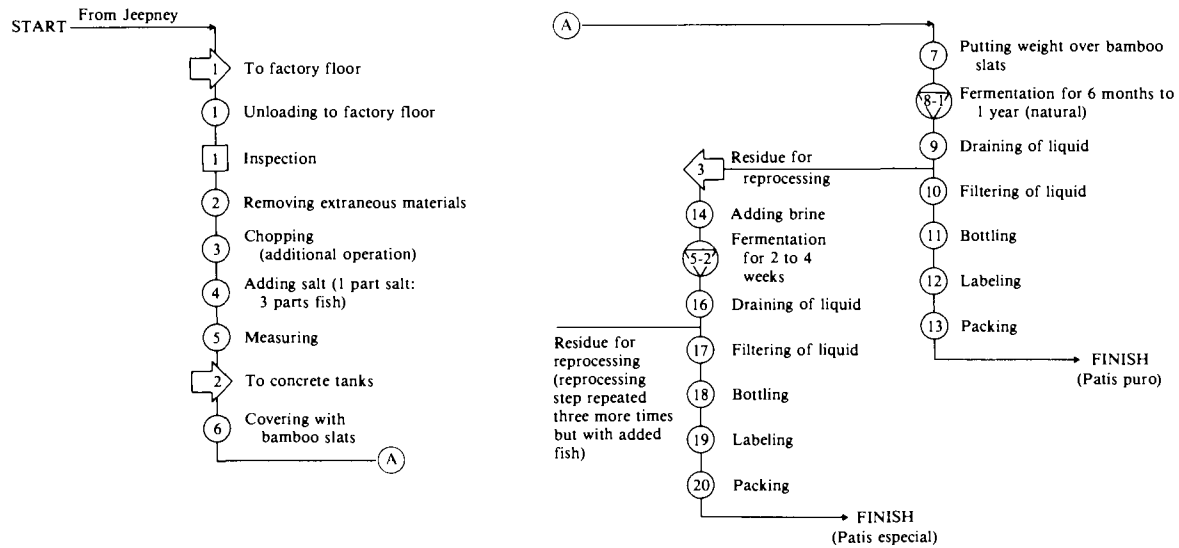 START From Jeepney
1 To factory floor
1 Unloading to factory floor
1 Inspection
2 Removing extraneous materials
3 Chopping
(additional operation)
4 Adding salt (1 part salt:
3 parts fish)
5 Measuring
2 To concrete tanks
6 Covering with
bamboo slats
A
A
7 Putting weight over bamboo
slats
8-1 Fermentation for 6 months to
1 year (natural)
9 Draining of liquid
10 Filtering of liquid
11 Bottling
12 Labeling
13 Packing
FINISH
(Patis puro)
3 Residue for
reprocessing
14 Adding brine
5-2 Fermentation
for 2 to 4
weeks
16 Draining of liquid
Residue for
reprocessing
(reprocessing
step repeated
three more times
but with added
fish)
17 Filtering of liquid
18 Bottling
19 Labeling
20 Packing
FINISH
(Patis especial)